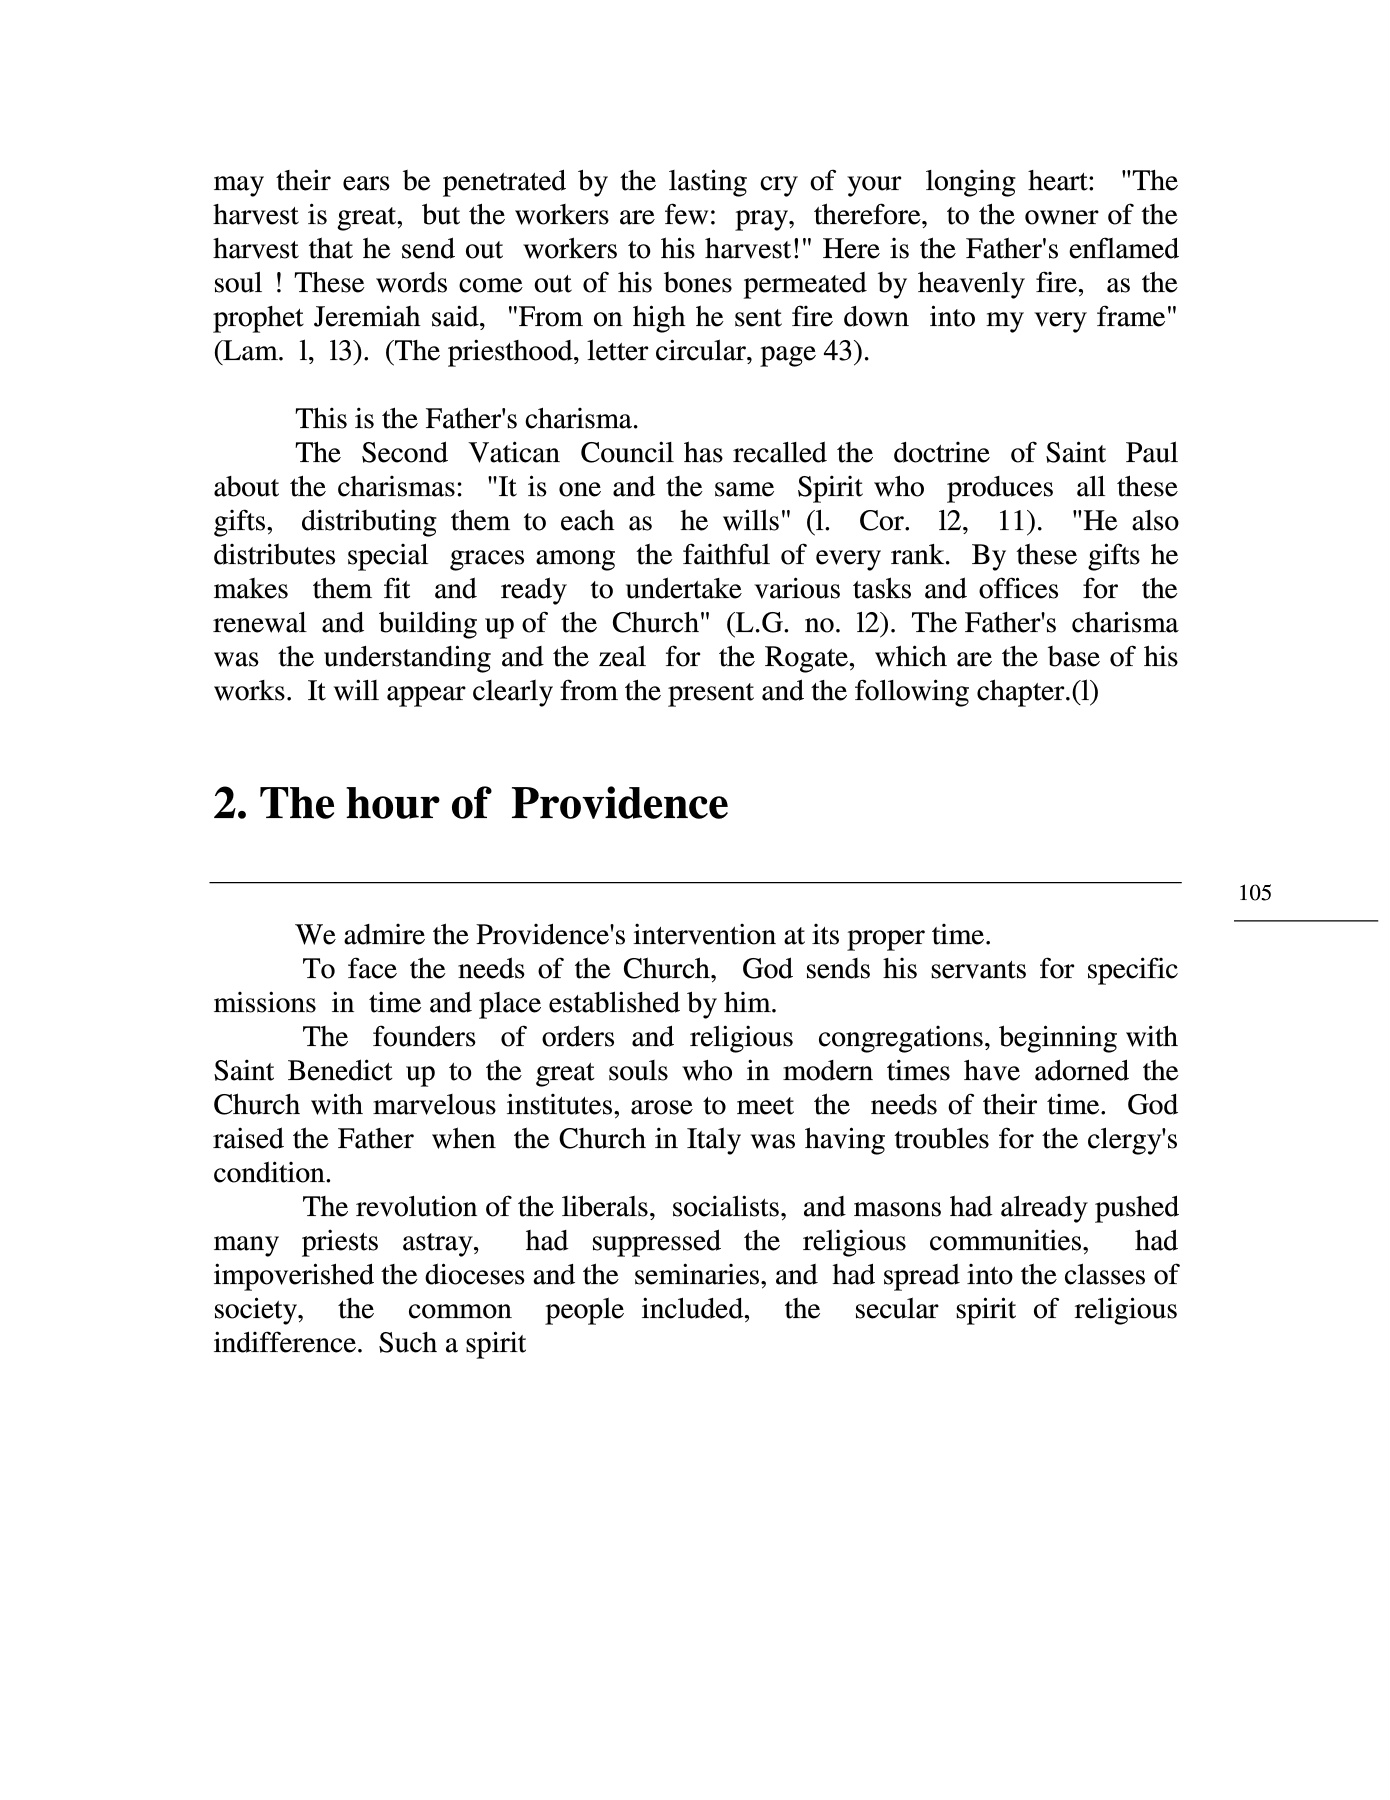 may their ears be penetrated by the lasting cry of your longing heart: "The
harvest is great, but the workers are few: pray, therefore, to the owner of the
harvest that he send out workers to his harvest!" Here is the Father's enflamed
soul ! These words come out of his bones permeated by heavenly fire, as the
prophet Jeremiah said, "From on high he sent fire down into my very frame"
(Lam. l, l3). (The priesthood, letter circular, page 43).
This is the Father's charisma.
The Second Vatican Council has recalled the doctrine of Saint Paul
about the charismas: "It is one and the same Spirit who produces all these
gifts, distributing them to each as he wills" (l. Cor. l2, 11). "He also
distributes special graces among the faithful of every rank. By these gifts he
makes them fit and ready to undertake various tasks and offices for the
renewal and building up of the Church" (L.G. no. l2). The Father's charisma
was the understanding and the zeal for the Rogate, which are the base of his
works. It will appear clearly from the present and the following chapter.(l)
2. The hour of Providence
105
We admire the Providence's intervention at its proper time.
To face the needs of the Church, God sends his servants for specific
missions in time and place established by him.
The founders of orders and religious congregations, beginning with
Saint Benedict up to the great souls who in modern times have adorned the
Church with marvelous institutes, arose to meet the needs of their time. God
raised the Father when the Church in Italy was having troubles for the clergy's
condition.
The revolution of the liberals, socialists, and masons had already pushed
many priests astray, had suppressed the religious communities, had
impoverished the dioceses and the seminaries, and had spread into the classes of
society, the common people included, the secular spirit of religious
indifference. Such a spirit